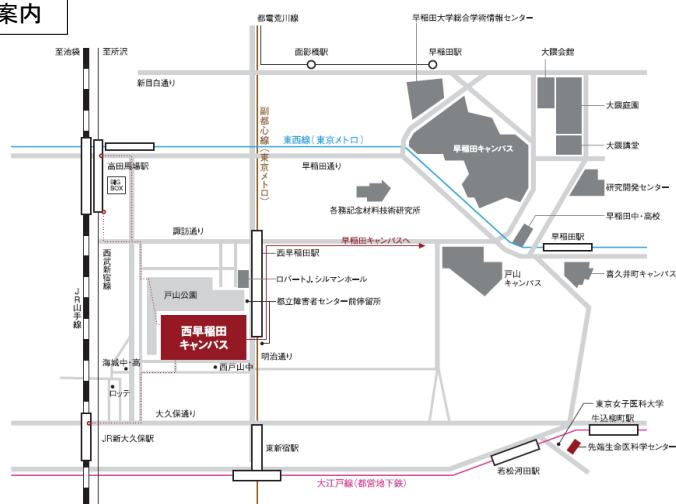 案内
都電荒川線
早稲田大学総合学術情報センター
至池袋
至所沢
面影橋駅
早稲田駅
大隈会館
新目白通り
大隈庭園
副都心線(東京メトロ)
東西線(東京メトロ)
早稲田キャンパス
大隈講堂
高田馬場駅
早稲田通り
BIG
BOX
研究開発センター
各務記念材料技術研究所
早稲田中・高校
諏訪通り
早稲田キャンパスへ
早稲田駅
西武新宿線
西早稲田駅
戸山
キャンパス
喜久井町キャンパス
ロバートJ.シルマンホール
JR山手線
戸山公園
都立障害者センター前停留所
西早稲田
キャンパス
明治通り
海城中・高
西戸山中
ロッテ
東京女子医科大学
大久保通り
牛込柳町駅
JR新大久保駅
東新宿駅
先端生命医科学センター
若松河田駅
大江戸線(都営地下鉄)